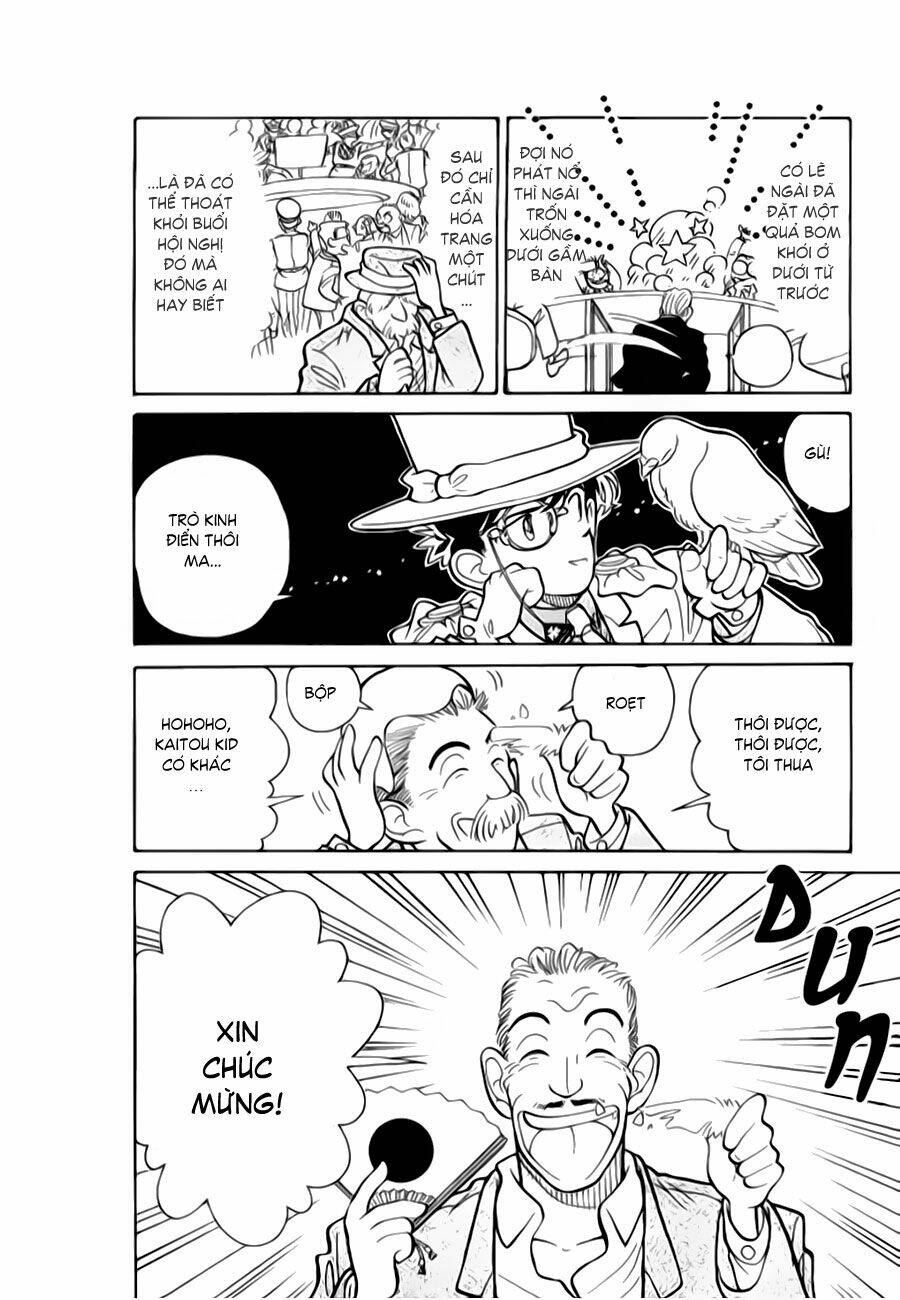 CÓ LẼ
NGÀI ĐÃ
ĐẶT MỘT
QUẢ BOM
KHÓI Ở
DƯỚI TỪ
TRƯỚC
ĐỢI NÓ
PHÁT NỔ
THÌ NGÀI
TRỐN
XUỐNG
DƯỚI GẦM
BÀN
SAU
ĐÓ CHỈ
CẦN
HÓA
TRANG
MỘT
CHÚT
...
...LÀ ĐÃ CÓ
THỂ THOÁT
KHỎI BUỔI
HỘI NGHỊ
ĐÓ MÀ
KHÔNG AI
HAY BIẾT
GÙ!
TRÒ KINH
ĐIỂN THÔI
MA...
THÔI ĐƯỢC,
THÔI ĐƯỢC,
TÔI THUA
ROẸT
BỘP
HOHOHO,
KAITOU KID
CÓ KHÁC
...
DUN
XIN
CHÚC
MỪNG!